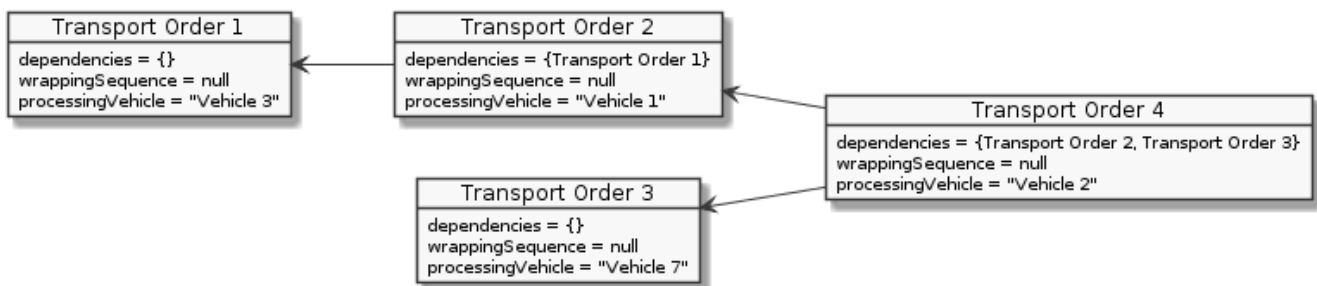 Transport Order 1
dependencies = {}
wrappingSequence = null
processingVehicle = "Vehicle 3"
Transport Order 2
dependencies = {Transport Order 1}
wrappingSequence = null
processingVehicle = "Vehicle 1"
Transport Order 3
dependencies = {}
wrappingSequence = null
processingVehicle = "Vehicle 7"
Transport Order 4
dependencies = {Transport Order 2, Transport Order 3}
wrappingSequence = null
processingVehicle = "Vehicle 2"